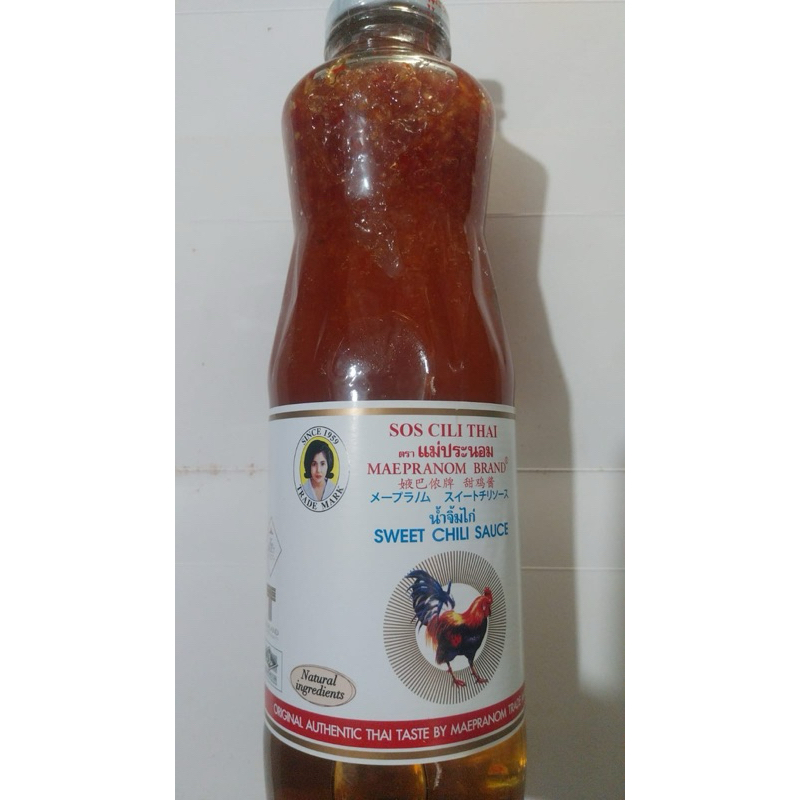 SOS CILI THAI
SINCE 1959
TRADE MARK
ตรา แม่ประนอม
MAEPRANOM BRAND®
娘巴侬牌 甜鸡酱
メープラノム スイートチリソース
น้ำจิ้มไก่
SWEET CHILI SAUCE
Natural
ingredients
ORIGINAL AUTHENTIC THAI TASTE BY MAEPRANOM TRADE